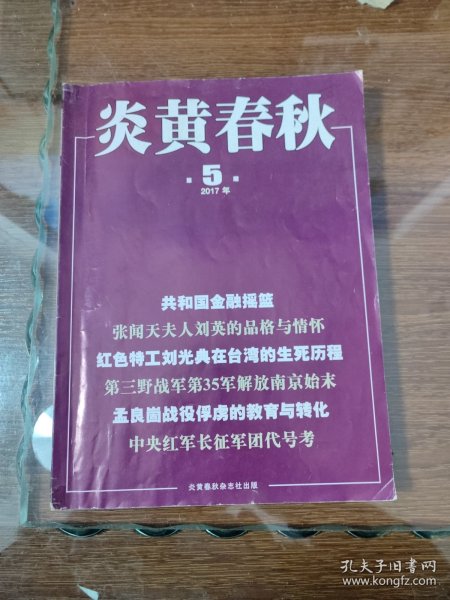 炎黄春秋
第 5 期
2017 年
共和国金融摇篮
张闻天夫人刘英的品格与情怀
红色特工刘光典在台湾的生死历程
第三野战军第35军解放南京始末
孟良崮战役俘虏的教育与转化
中央红军长征军团代号考
炎黄春秋杂志社出版
孔夫子旧书网
www.kongfz.com